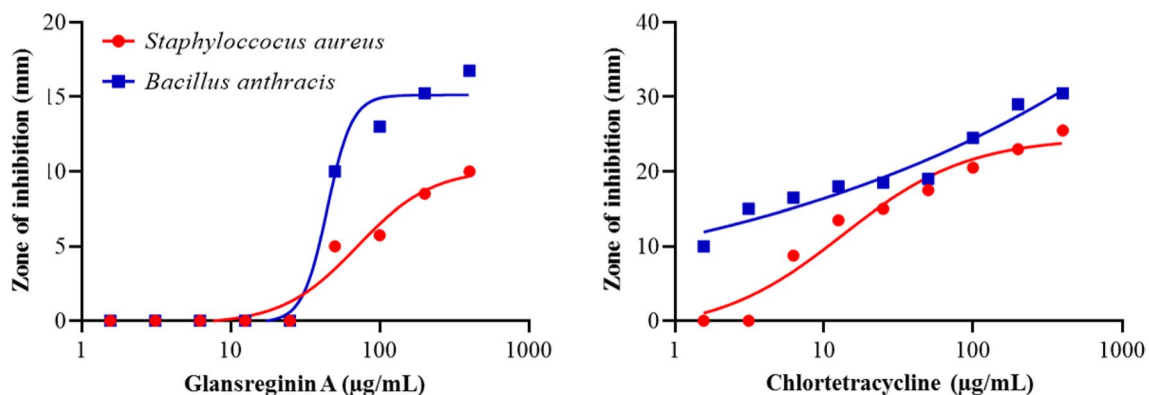 20
15
10
5
0
Zone of inhibition (mm)
Staphyloccocus aureus
Bacillus anthracis
1 10 100 1000
Glansreginin A (µg/mL)
40
30
20
10
0
Zone of inhibition (mm)
1 10 100 1000
Chlortetracycline (µg/mL)